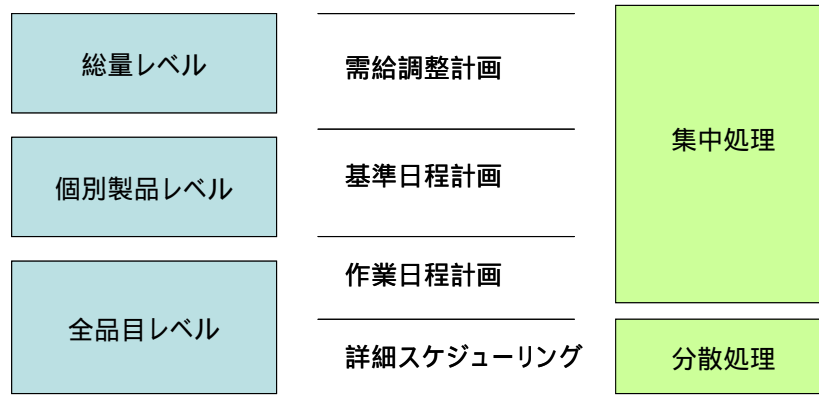 総量レベル
需給調整計画
集中処理
個別製品レベル
基準日程計画
作業日程計画
全品目レベル
詳細スケジューリング
分散処理